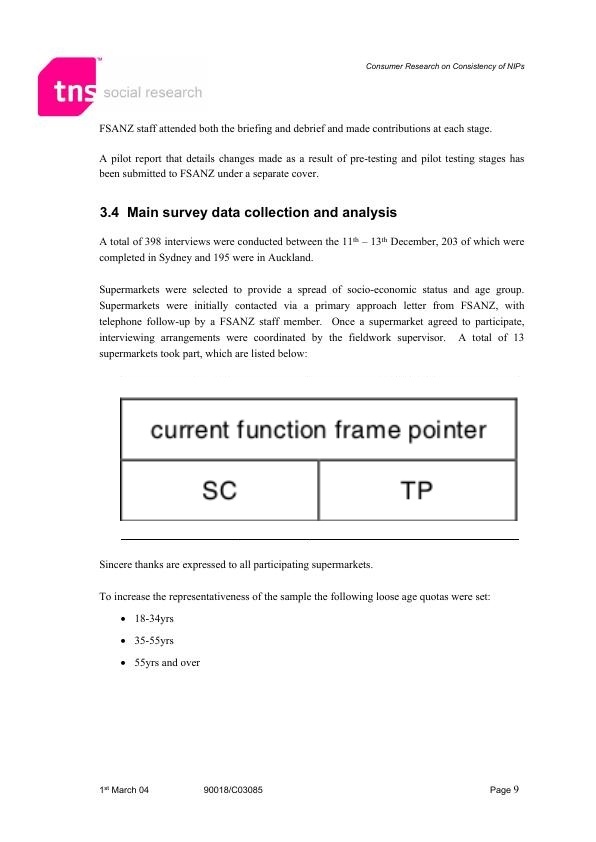 Consumer Research on Consistency of NIPs
tns social research
FSANZ staff attended both the briefing and debrief and made contributions at each stage.
A pilot report that details changes made as a result of pre-testing and pilot testing stages has
been submitted to FSANZ under a separate cover.
3.4 Main survey data collection and analysis
A total of 398 interviews were conducted between the 11th – 13th December, 203 of which were
completed in Sydney and 195 were in Auckland.
Supermarkets were selected to provide a spread of socio-economic status and age group.
Supermarkets were initially contacted via a primary approach letter from FSANZ, with
telephone follow-up by a FSANZ staff member. Once a supermarket agreed to participate,
interviewing arrangements were coordinated by the fieldwork supervisor. A total of 13
supermarkets took part, which are listed below:
current function frame pointer
SC TP
Sincere thanks are expressed to all participating supermarkets.
To increase the representativeness of the sample the following loose age quotas were set:
• 18-34yrs
• 35-55yrs
• 55yrs and over
1st March 04 90018/C03085 Page 9